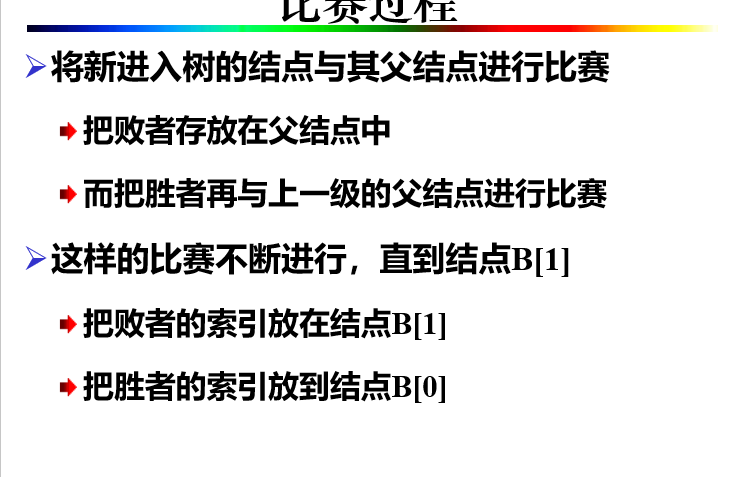 比赛过程
将新进入树的结点与其父结点进行比赛
把败者存放在父结点中
而把胜者再与上一级的父结点进行比赛
这样的比赛不断进行，直到结点B[1]
把败者的索引放在结点B[1]
把胜者的索引放到结点B[0]